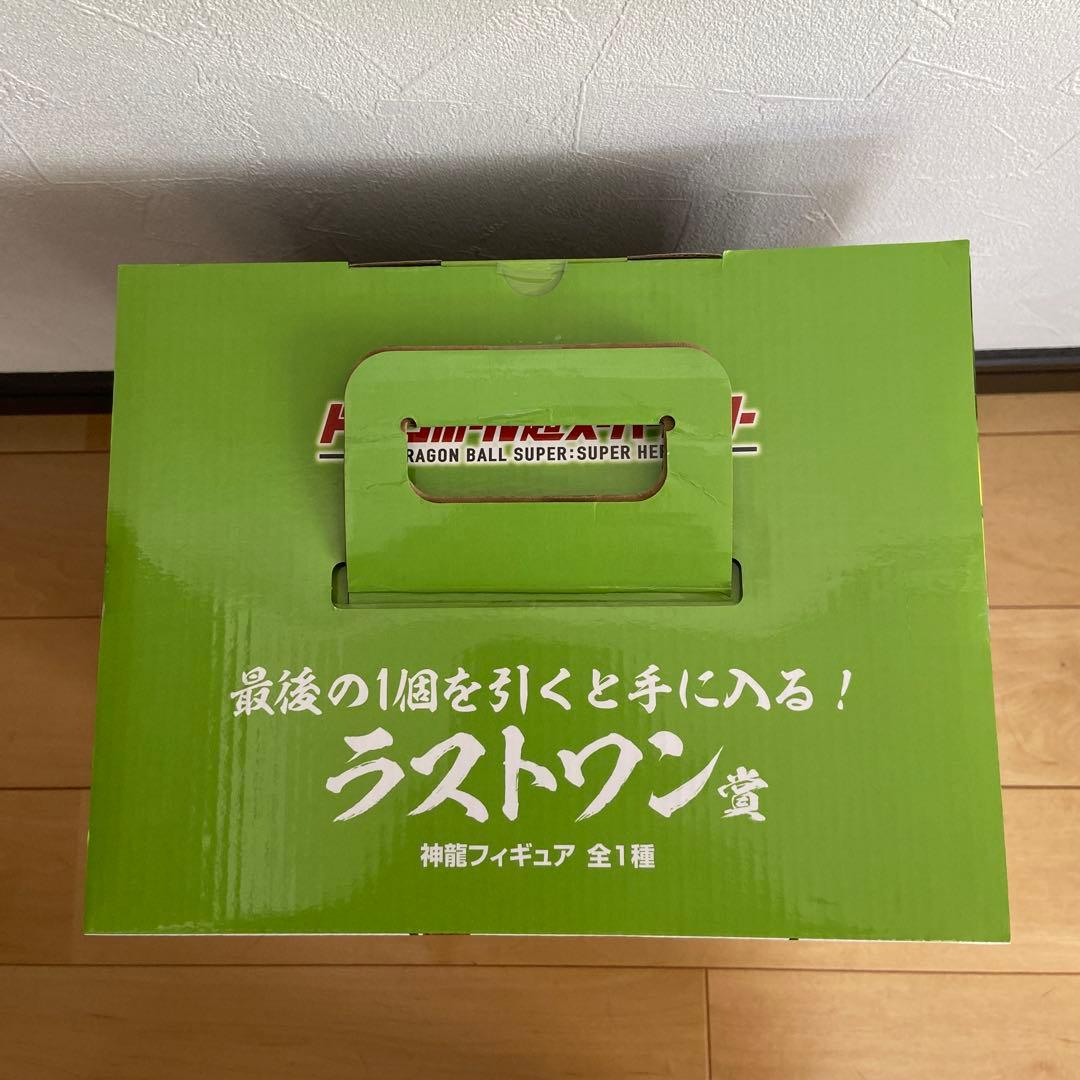 RAGON BALL SUPER:SUPER HE
最後の1個を引くと手に入る!
ラストワン賞
神龍フィギュア 全1種